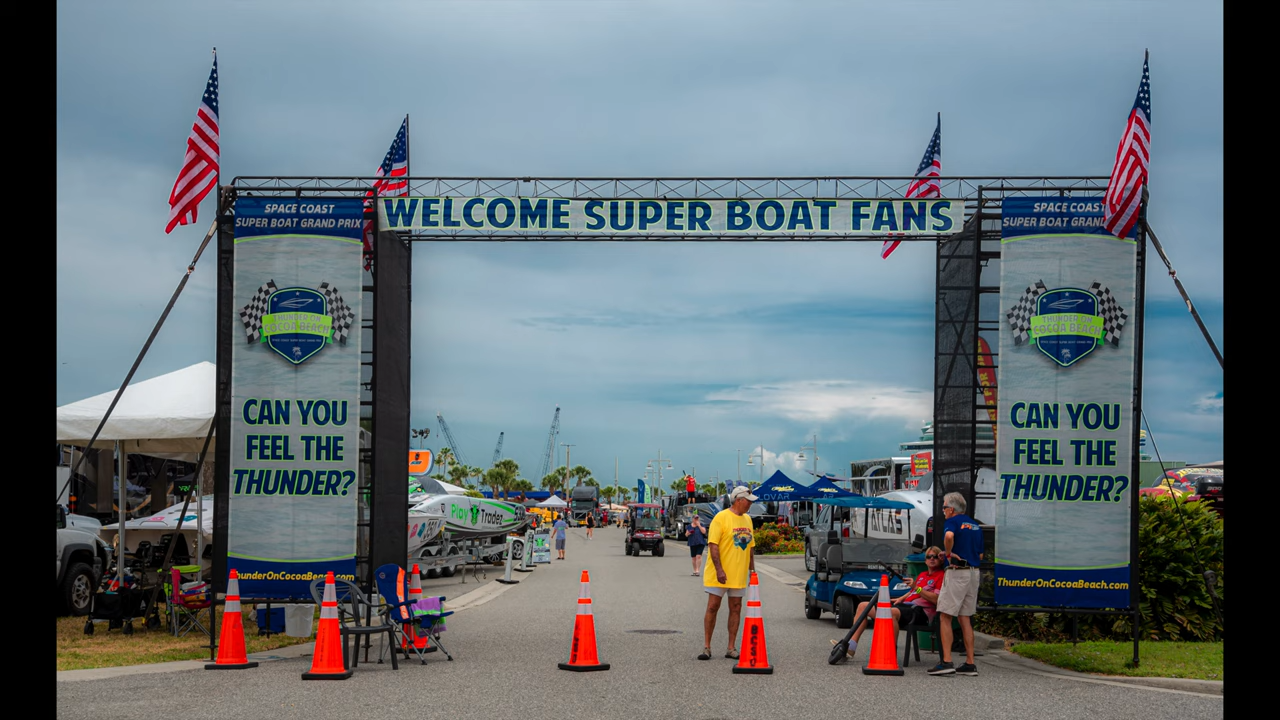 WELCOME SUPER BOAT FANS
SPACE COAST
SUPER BOAT GRAND PRIX
THUNDER ON
COCOA BEACH
CAN YOU
FEEL THE
THUNDER?
ThunderOnCocoaBeach.com
SPACE COAST
SUPER BOAT GRAND
THUNDER ON
COCOA BEACH
CAN YOU
FEEL THE
THUNDER?
ThunderOnCocoaBeach.com
Play Tradez
ATLAS